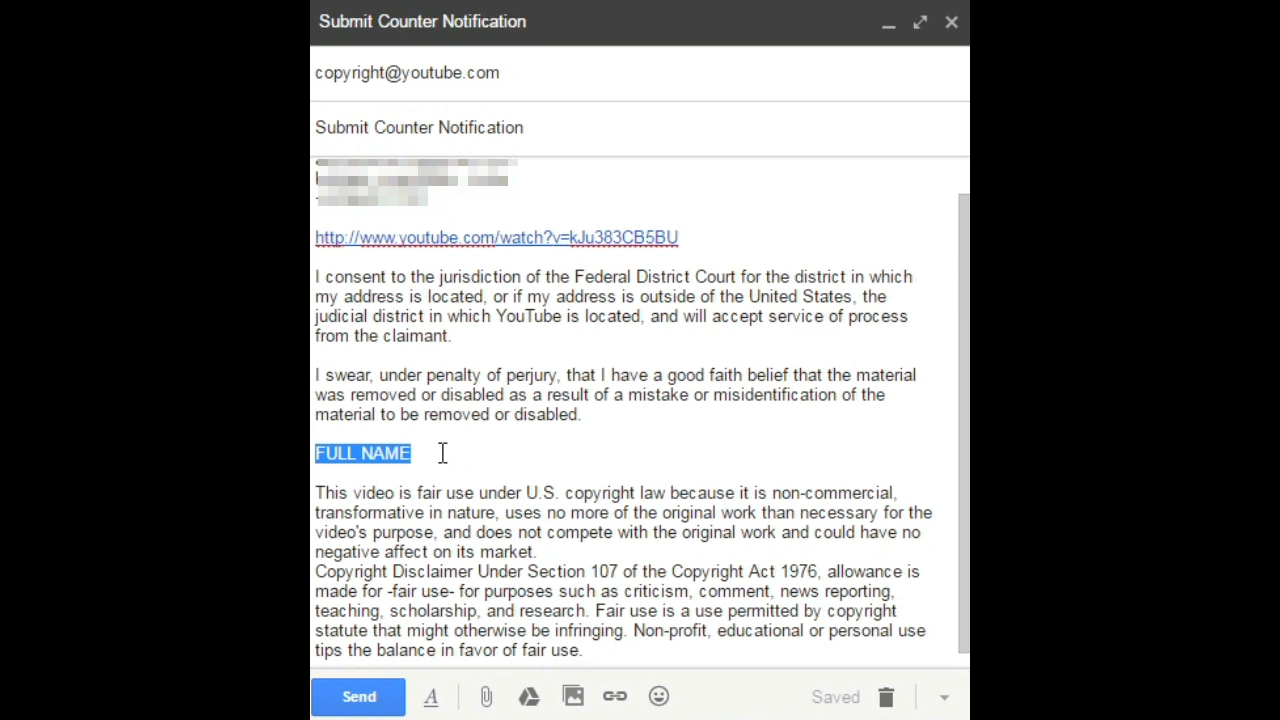 Submit Counter Notification
copyright@youtube.com
Submit Counter Notification
http://www.youtube.com/watch?v=kJu383CB5BU
I consent to the jurisdiction of the Federal District Court for the district in which
my address is located, or if my address is outside of the United States, the
judicial district in which YouTube is located, and will accept service of process
from the claimant.
I swear, under penalty of perjury, that I have a good faith belief that the material
was removed or disabled as a result of a mistake or misidentification of the
material to be removed or disabled.
FULL NAME
This video is fair use under U.S. copyright law because it is non-commercial,
transformative in nature, uses no more of the original work than necessary for the
video's purpose, and does not compete with the original work and could have no
negative affect on its market.
Copyright Disclaimer Under Section 107 of the Copyright Act 1976, allowance is
made for -fair use- for purposes such as criticism, comment, news reporting,
teaching, scholarship, and research. Fair use is a use permitted by copyright
statute that might otherwise be infringing. Non-profit, educational or personal use
tips the balance in favor of fair use.
Send A Saved